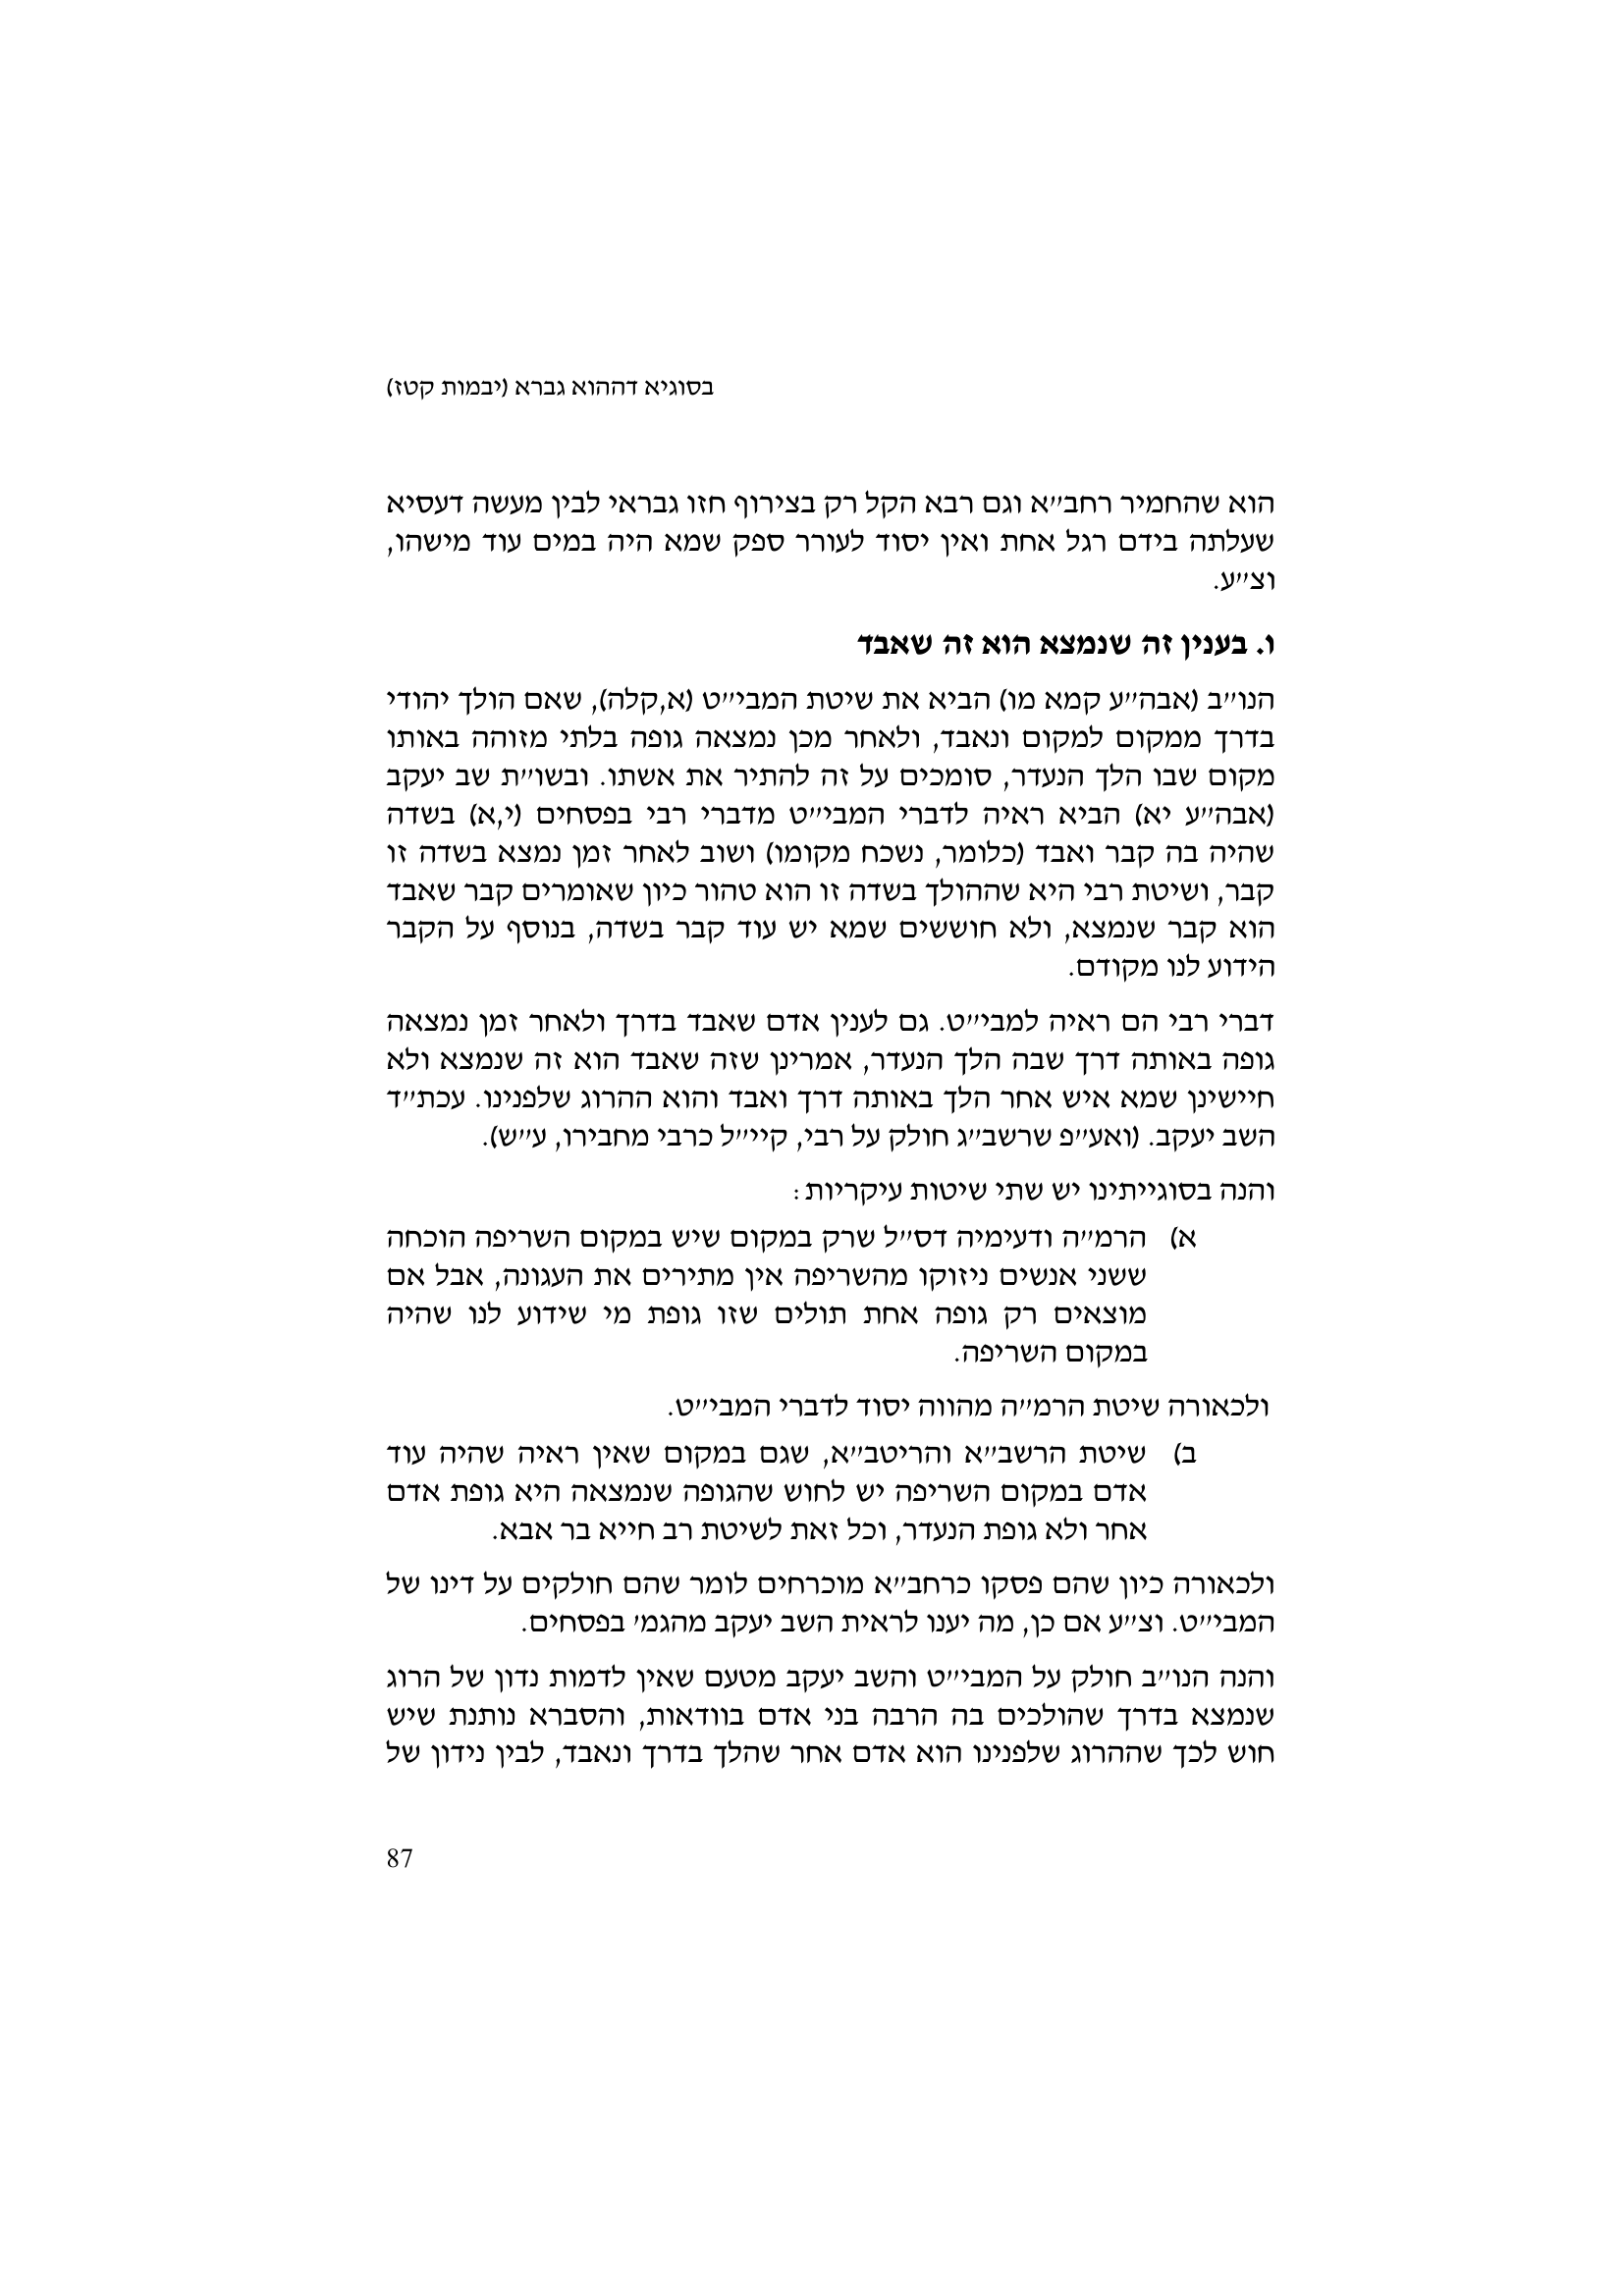 בסוגיא דההוא גברא (יבמות קטז)
הוא שהחמיר רחב״א וגם רבא הקל רק בצירוף חזו גבראי לבין מעשה דעסיא
שעלתה בידם רגל אחת ואין יסוד לעורר ספק שמא היה במים עוד מישהו,
וצ״ע.
ו. בענין זה שנמצא הוא זה שאבד
הנו״ב (אבה״ע קמא מו) הביא את שיטת המבי״ט (א,קלה), שאם הולך יהודי
בדרך ממקום למקום ונאבד, ולאחר מכן נמצאה גופה בלתי מזוהה באותו
מקום שבו הלך הנעדר, סומכים על זה להתיר את אשתו. ובשו״ת שב יעקב
(אבה״ע יא) הביא ראיה לדברי המבי״ט מדברי רבי בפסחים (י,א) בשדה
שהיה בה קבר ואבד (כלומר, נשכח מקומו) ושוב לאחר זמן נמצא בשדה זו
קבר, ושיטת רבי היא שההולך בשדה זו הוא טהור כיון שאומרים קבר שאבד
הוא קבר שנמצא, ולא חוששים שמא יש עוד קבר בשדה, בנוסף על הקבר
הידוע לנו מקודם.
דברי רבי הם ראיה למבי״ט. גם לענין אדם שאבד בדרך ולאחר זמן נמצאה
גופה באותה דרך שבה הלך הנעדר, אמרינן שזה שאבד הוא זה שנמצא ולא
חיישינן שמא איש אחר הלך באותה דרך ואבד והוא ההרוג שלפנינו. עכת״ד
השב יעקב. (ואע״פ שרשב״ג חולק על רבי, קיי״ל כרבי מחבירו, ע״ש).
והנה בסוגייתינו יש שתי שיטות עיקריות:
א) הרמ״ה ודעימיה דס״ל שרק במקום שיש במקום השריפה הוכחה
ששני אנשים ניזוקו מהשריפה אין מתירים את העגונה, אבל אם
מוצאים רק גופה אחת תולים שזו גופת מי שידוע לנו שהיה
במקום השריפה.
ולכאורה שיטת הרמ״ה מהווה יסוד לדברי המבי״ט.
ב) שיטת הרשב״א והריטב״א, שגם במקום שאין ראיה שהיה עוד
אדם במקום השריפה יש לחוש שהגופה שנמצאה היא גופת אדם
אחר ולא גופת הנעדר, וכל זאת לשיטת רב חייא בר אבא.
ולכאורה כיון שהם פסקו כרחב״א מוכרחים לומר שהם חולקים על דינו של
המבי״ט. וצ״ע אם כן, מה יענו לראית השב יעקב מהגמ׳ בפסחים.
והנה הנו״ב חולק על המבי״ט והשב יעקב מטעם שאין לדמות נדון של הרוג
שנמצא בדרך שהולכים בה הרבה בני אדם בוודאות, והסברא נותנת שיש
חוש לכך שההרוג שלפנינו הוא אדם אחר שהלך בדרך ונאבד, לבין נידון של
87